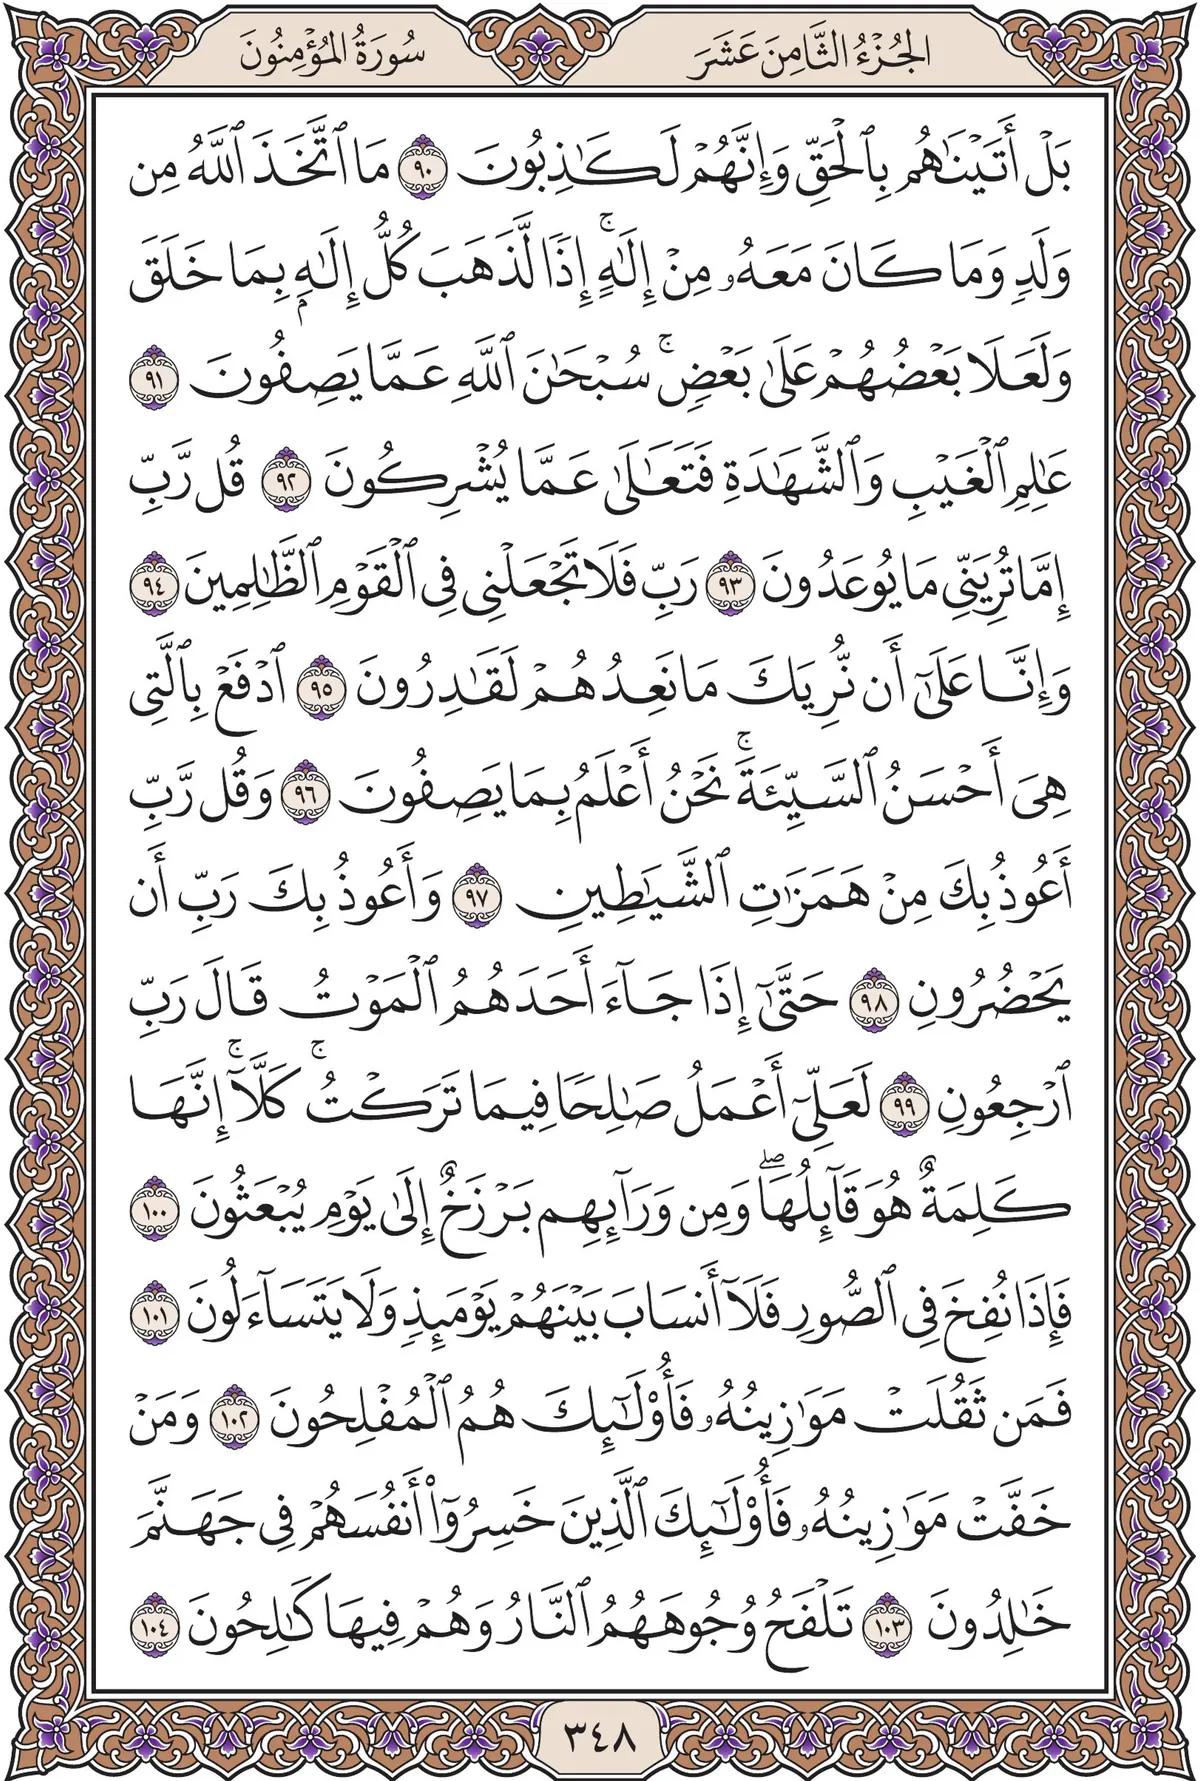 الجُزْءُ الثَّامِنَ عَشَرَ
سُورَةُ المُؤْمِنُونَ
بَلْ أَتَيْنَٰهُم بِٱلْحَقِّ وَإِنَّهُمْ لَكَٰذِبُونَ ٩٠ مَا ٱتَّخَذَ ٱللَّهُ مِن
وَلَدٍ وَمَا كَانَ مَعَهُۥ مِنْ إِلَٰهٍ ۚ إِذًا لَّذَهَبَ كُلُّ إِلَٰهٍۭ بِمَا خَلَقَ
وَلَعَلَا بَعْضُهُمْ عَلَىٰ بَعْضٍ ۚ سُبْحَٰنَ ٱللَّهِ عَمَّا يَصِفُونَ ٩١
عَٰلِمِ ٱلْغَيْبِ وَٱلشَّهَٰدَةِ فَتَعَٰلَىٰ عَمَّا يُشْرِكُونَ ٩٢ قُل رَّبِّ
إِمَّا تُرِيَنِّى مَا يُوعَدُونَ ٩٣ رَبِّ فَلَا تَجْعَلْنِى فِى ٱلْقَوْمِ ٱلظَّٰلِمِينَ ٩٤
وَإِنَّا عَلَىٰٓ أَن نُّرِيَكَ مَا نَعِدُهُمْ لَقَٰدِرُونَ ٩٥ ٱدْفَعْ بِٱلَّتِى
هِىَ أَحْسَنُ ٱلسَّيِّئَةَ ۚ نَحْنُ أَعْلَمُ بِمَا يَصِفُونَ ٩٦ وَقُل رَّبِّ
أَعُوذُ بِكَ مِنْ هَمَزَٰتِ ٱلشَّيَٰطِينِ ٩٧ وَأَعُوذُ بِكَ رَبِّ أَن
يَحْضُرُونِ ٩٨ حَتَّىٰٓ إِذَا جَآءَ أَحَدَهُمُ ٱلْمَوْتُ قَالَ رَبِّ
ٱرْجِعُونِ ٩٩ لَعَلِّىٓ أَعْمَلُ صَٰلِحًا فِيمَا تَرَكْتُ ۚ كَلَّآ ۚ إِنَّهَا
كَلِمَةٌ هُوَ قَآئِلُهَا ۖ وَمِن وَرَآئِهِم بَرْزَخٌ إِلَىٰ يَوْمِ يُبْعَثُونَ ١٠٠
فَإِذَا نُفِخَ فِى ٱلصُّورِ فَلَآ أَنسَابَ بَيْنَهُمْ يَوْمَئِذٍ وَلَا يَتَسَآءَلُونَ ١٠١
فَمَن ثَقُلَتْ مَوَٰزِينُهُۥ فَأُو۟لَٰٓئِكَ هُمُ ٱلْمُفْلِحُونَ ١٠٢ وَمَنْ
خَفَّتْ مَوَٰزِينُهُۥ فَأُو۟لَٰٓئِكَ ٱلَّذِينَ خَسِرُوٓا۟ أَنفُسَهُمْ فِى جَهَنَّمَ
خَٰلِدُونَ ١٠٣ تَلْفَحُ وُجُوهَهُمُ ٱلنَّارُ وَهُمْ فِيهَا كَٰلِحُونَ ١٠٤
٣٤٨